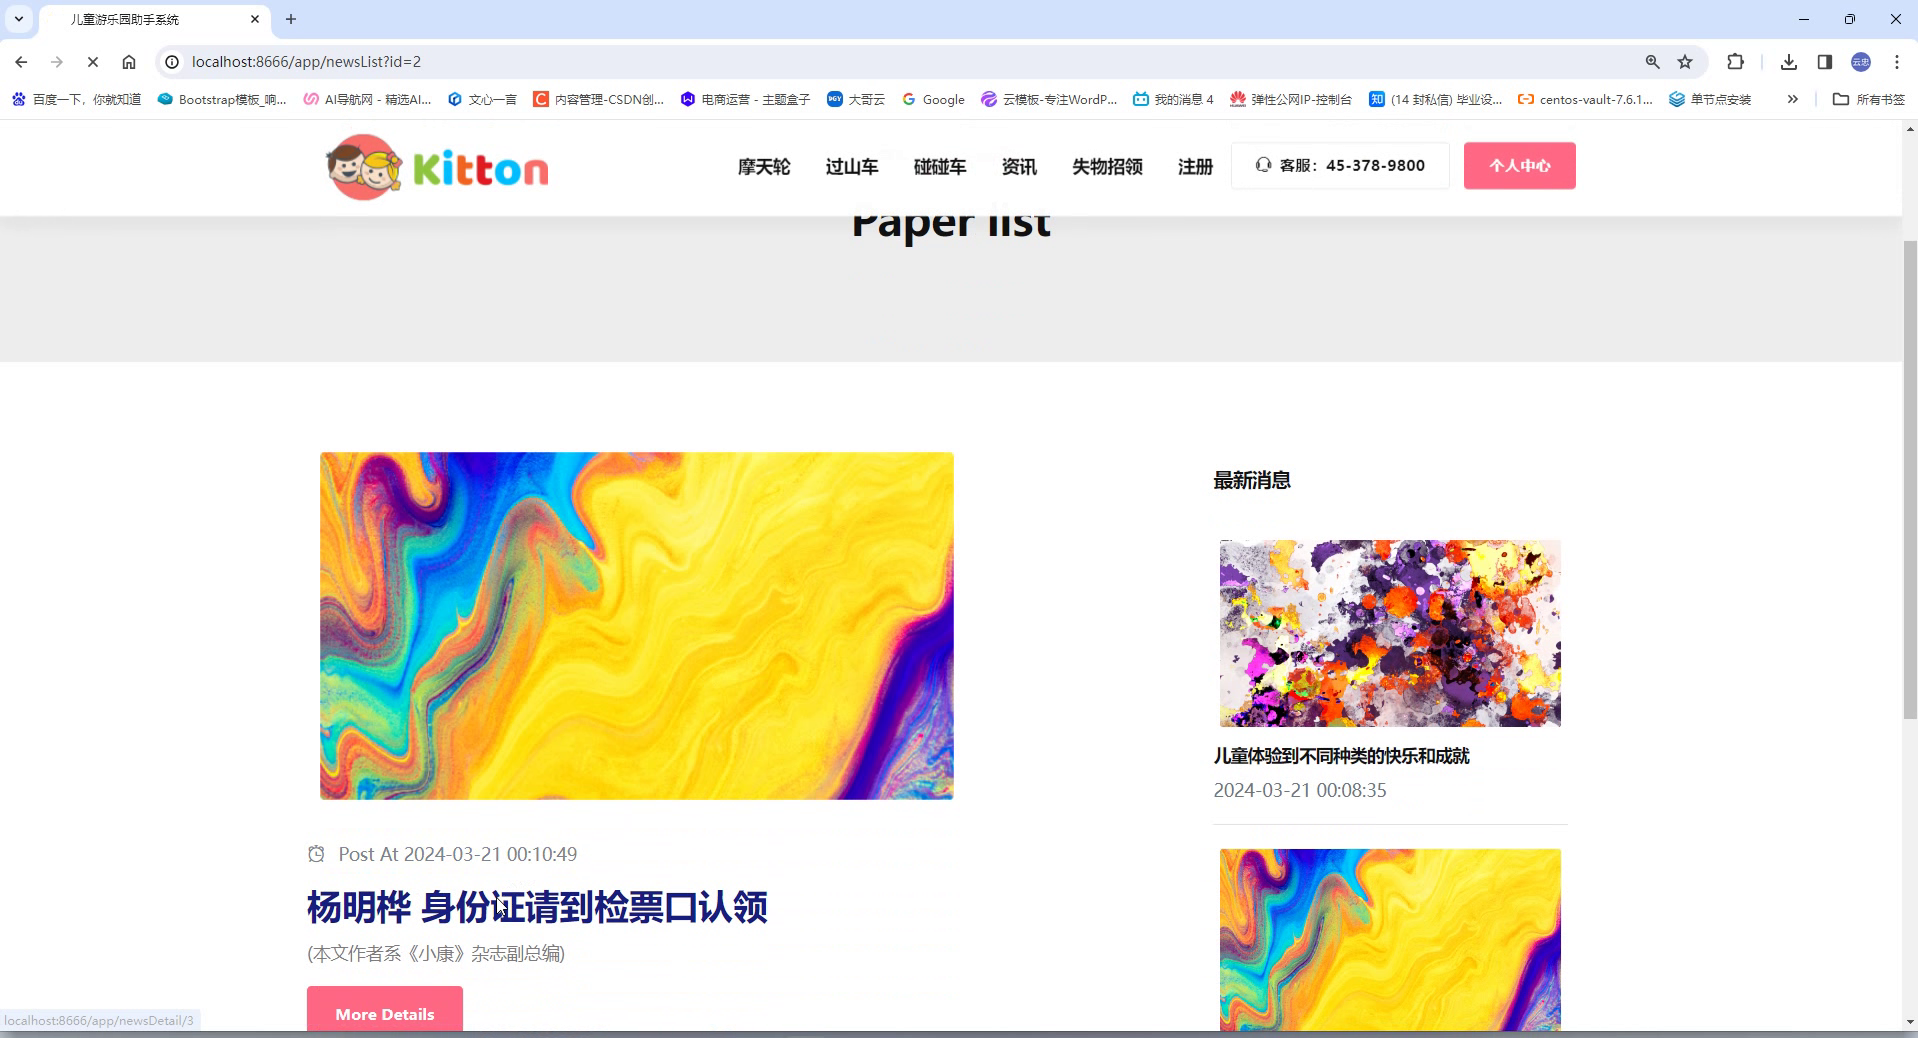 儿童游乐园助手系统
localhost:8666/app/newsList?id=2
云忠
百度一下，你就知道
Bootstrap模板_响...
AI导航网 - 精选AI...
文心一言
内容管理-CSDN创...
电商运营 - 主题盒子
大哥云
Google
云模板-专注WordP...
我的消息 4
弹性公网IP-控制台
(14 封私信) 毕业设...
centos-vault-7.6.1...
单节点安装
所有书签
Kitton
摩天轮
过山车
碰碰车
资讯
失物招领
注册
客服：45-378-9800
个人中心
Paper list
最新消息
儿童体验到不同种类的快乐和成就
2024-03-21 00:08:35
Post At 2024-03-21 00:10:49
杨明桦 身份证请到检票口认领
(本文作者系《小康》杂志副总编)
More Details
localhost:8666/app/newsDetail/3